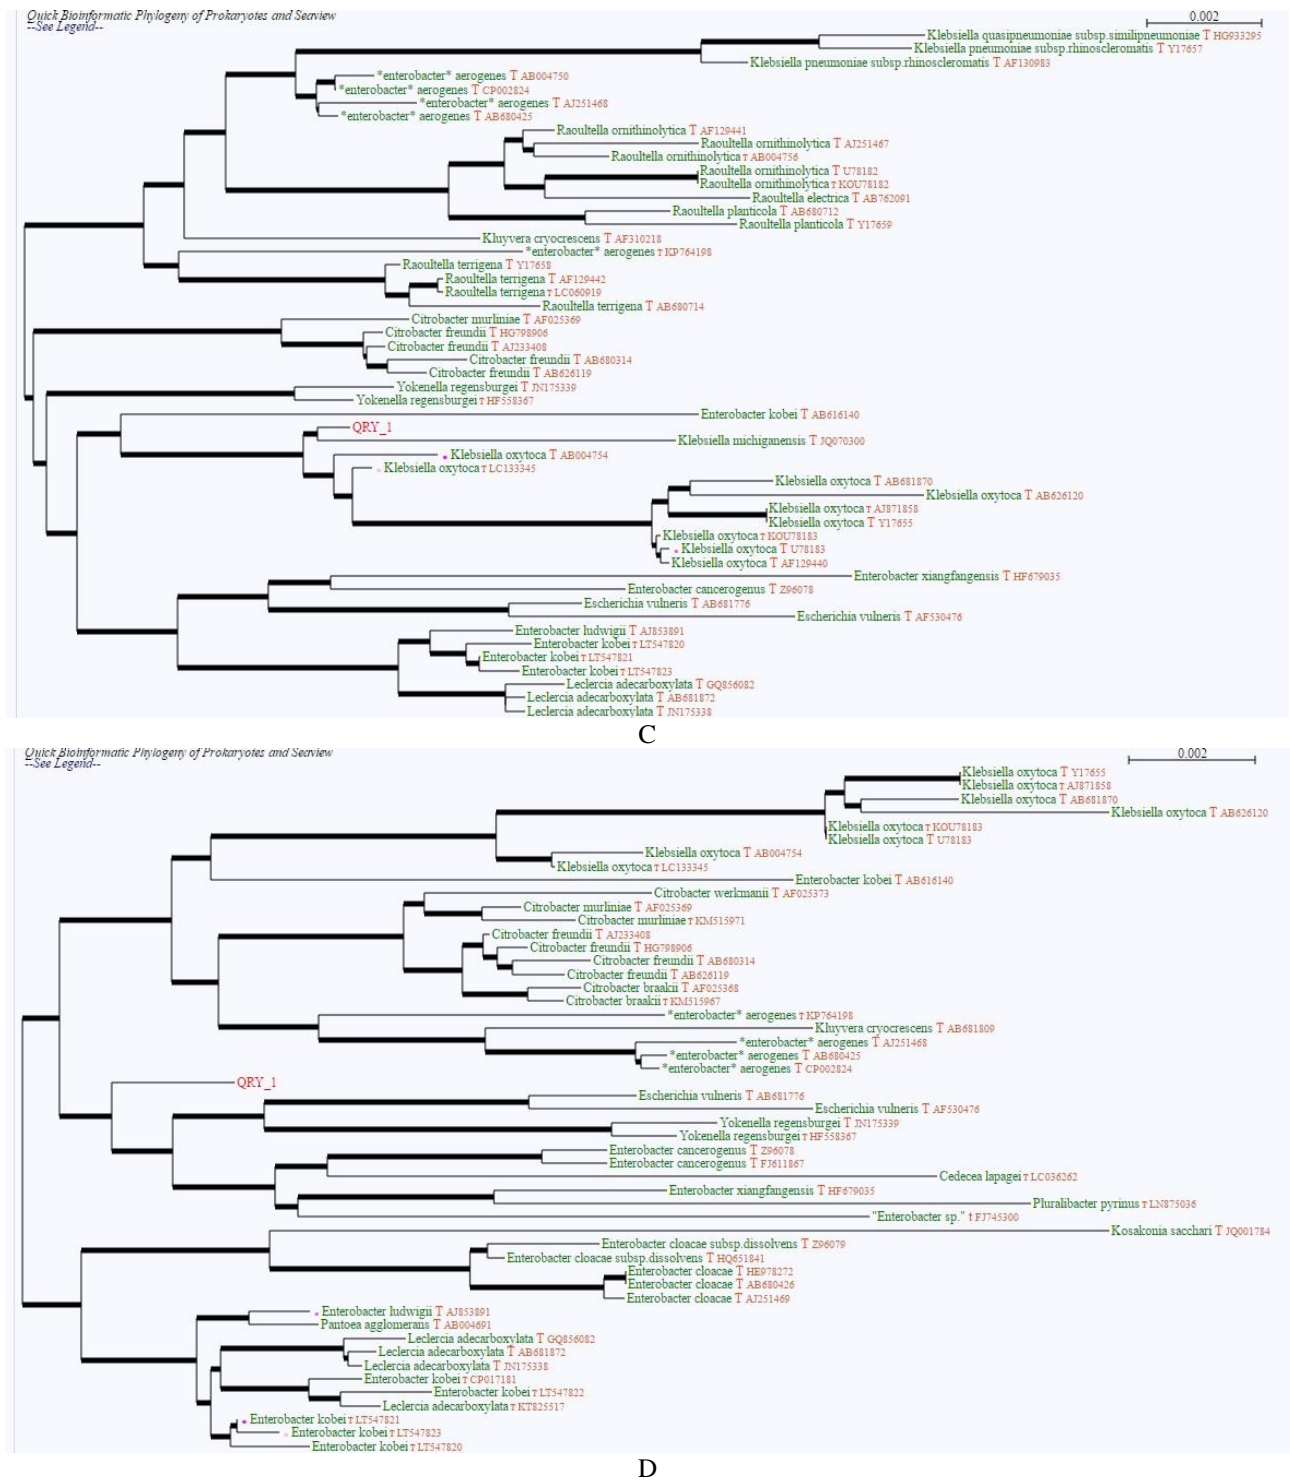 Quick Bioinformatic Phylogeny of Prokaryotes and Seaview
--See Legend--
0.002
Klebsiella quasipneumoniae subsp.similipneumoniae T HG933295
Klebsiella pneumoniae subsp.rhinoscleromatis T Y17657
Klebsiella pneumoniae subsp.rhinoscleromatis T AF130983
*enterobacter* aerogenes T AB004750
*enterobacter* aerogenes T CP002824
*enterobacter* aerogenes T AJ251468
*enterobacter* aerogenes T AB680425
Raoultella ornithinolytica T AF129441
Raoultella ornithinolytica T AJ251467
Raoultella ornithinolytica T AB004756
Raoultella ornithinolytica T U78182
Raoultella ornithinolytica T KOU78182
Raoultella electrica T AB762091
Raoultella planticola T AB680712
Raoultella planticola T Y17659
Kluyvera cryocrescens T AF310218
*enterobacter* aerogenes T KP764198
Raoultella terrigena T Y17658
Raoultella terrigena T AF129442
Raoultella terrigena T LC060919
Raoultella terrigena T AB680714
Citrobacter murliniae T AF025369
Citrobacter freundii T HG798906
Citrobacter freundii T AJ233408
Citrobacter freundii T AB680314
Citrobacter freundii T AB626119
Yokenella regensburgei T JN175339
Yokenella regensburgei T HF558367
Enterobacter kobei T AB616140
QRY_1
Klebsiella michiganensis T JQ070300
Klebsiella oxytoca T AB004754
Klebsiella oxytoca T LC133345
Klebsiella oxytoca T AB681870
Klebsiella oxytoca T AB626120
Klebsiella oxytoca T AJ871858
Klebsiella oxytoca T Y17655
Klebsiella oxytoca T KOU78183
Klebsiella oxytoca T U78183
Klebsiella oxytoca T AF129440
Enterobacter xiangfangensis T HF679035
Enterobacter cancerogenus T Z96078
Escherichia vulneris T AB681776
Escherichia vulneris T AF530476
Enterobacter ludwigii T AJ853891
Enterobacter kobei T LT547820
Enterobacter kobei T LT547821
Enterobacter kobei T LT547823
Leclercia adecarboxylata T GQ856082
Leclercia adecarboxylata T AB681872
Leclercia adecarboxylata T JN175338
C
Quick Bioinformatic Phylogeny of Prokaryotes and Seaview
--See Legend--
0.002
Klebsiella oxytoca T Y17655
Klebsiella oxytoca T AJ871858
Klebsiella oxytoca T AB681870
Klebsiella oxytoca T AB626120
Klebsiella oxytoca T KOU78183
Klebsiella oxytoca T U78183
Klebsiella oxytoca T AB004754
Klebsiella oxytoca T LC133345
Enterobacter kobei T AB616140
Citrobacter werkmanii T AF025373
Citrobacter murliniae T AF025369
Citrobacter murliniae T KM515971
Citrobacter freundii T AJ233408
Citrobacter freundii T HG798906
Citrobacter freundii T AB680314
Citrobacter freundii T AB626119
Citrobacter braakii T AF025368
Citrobacter braakii T KM515967
*enterobacter* aerogenes T KP764198
Kluyvera cryocrescens T AB681809
*enterobacter* aerogenes T AJ251468
*enterobacter* aerogenes T AB680425
*enterobacter* aerogenes T CP002824
QRY_1
Escherichia vulneris T AB681776
Escherichia vulneris T AF530476
Yokenella regensburgei T JN175339
Yokenella regensburgei T HF558367
Enterobacter cancerogenus T Z96078
Enterobacter cancerogenus T FJ611867
Cedecea lapagei T LC036262
Enterobacter xiangfangensis T HF679035
Pluralibacter pyrinus T LN875036
"Enterobacter sp." t FJ745300
Kosakonia sacchari T JQ001784
Enterobacter cloacae subsp.dissolvens T Z96079
Enterobacter cloacae subsp.dissolvens T HQ651841
Enterobacter cloacae T HE978272
Enterobacter cloacae T AB680426
Enterobacter cloacae T AJ251469
Enterobacter ludwigii T AJ853891
Pantoea agglomerans T AB004691
Leclercia adecarboxylata T GQ856082
Leclercia adecarboxylata T AB681872
Leclercia adecarboxylata T JN175338
Enterobacter kobei T CP017181
Enterobacter kobei T LT547822
Leclercia adecarboxylata T KT825517
Enterobacter kobei T LT547821
Enterobacter kobei T LT547823
Enterobacter kobei T LT547820
D